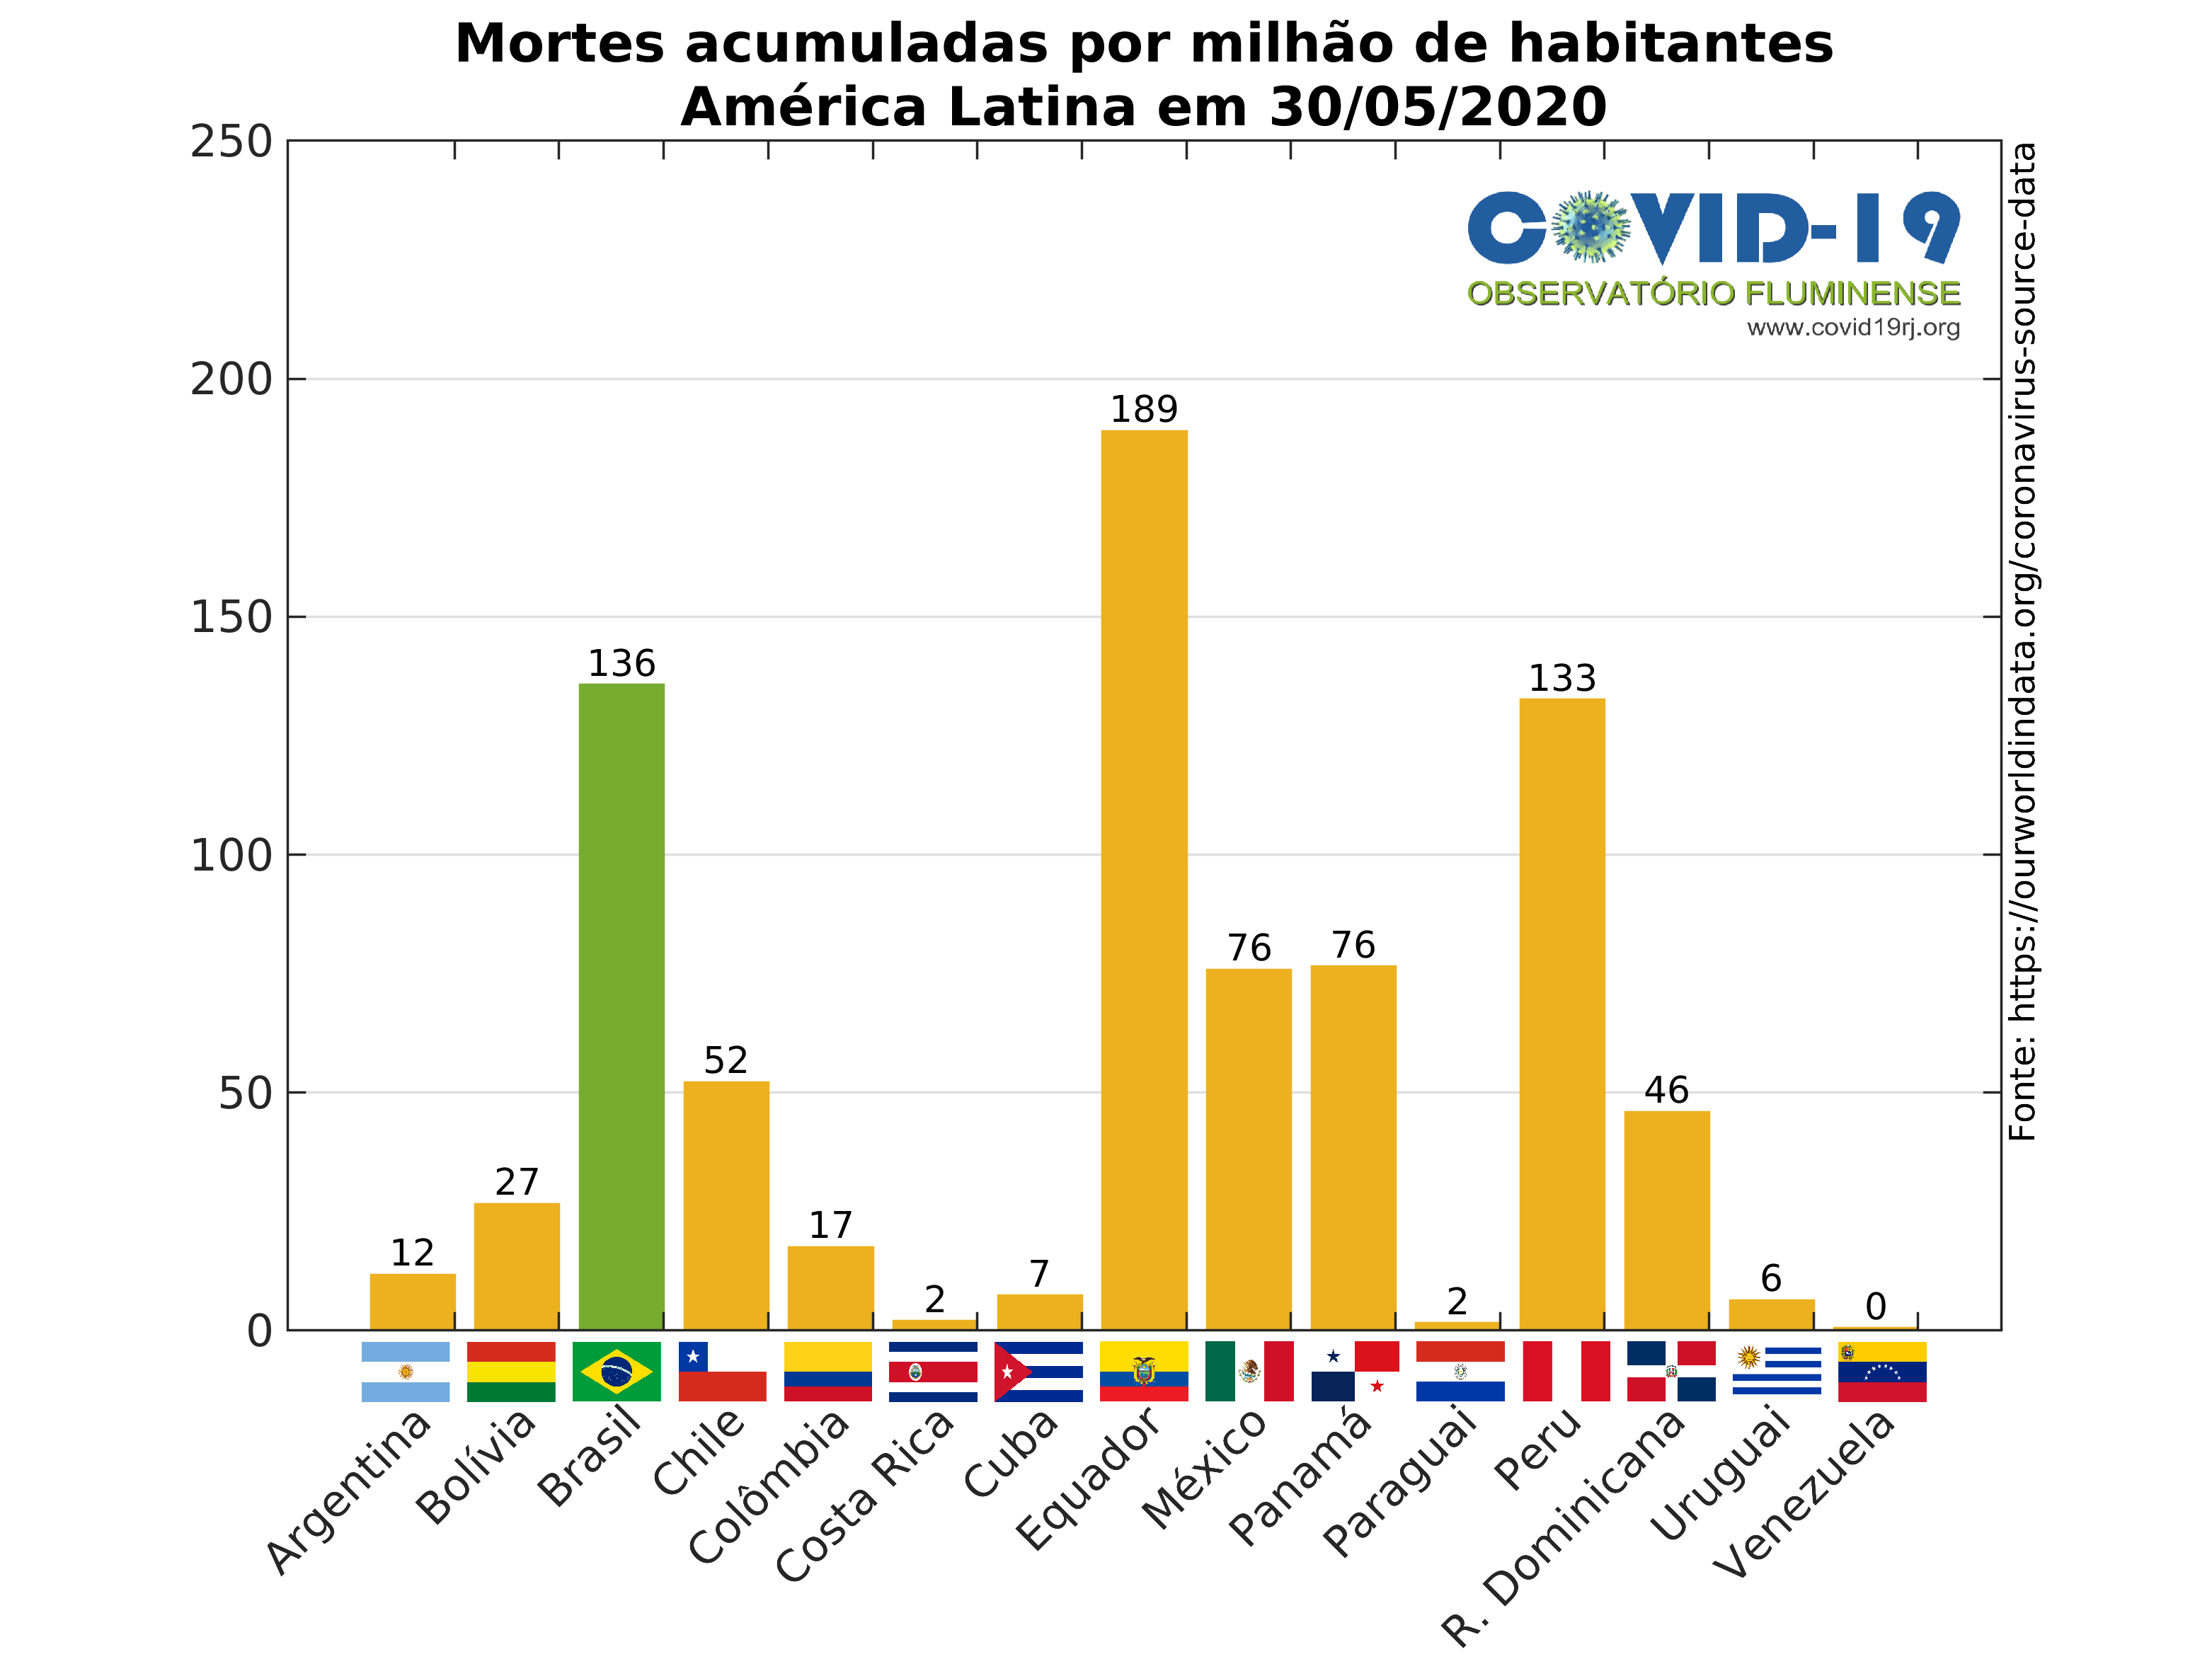 Mortes acumuladas por milhão de habitantes
América Latina em 30/05/2020
250
200
150
100
50
0
COVID-19
OBSERVATÓRIO FLUMINENSE
www.covid19rj.org
Fonte: https://ourworldindata.org/coronavirus-source-data
12
27
136
52
17
2
7
189
76
76
2
133
46
6
0
Argentina
Bolívia
Brasil
Chile
Colômbia
Costa Rica
Cuba
Equador
México
Panamá
Paraguai
Peru
R. Dominicana
Uruguai
Venezuela